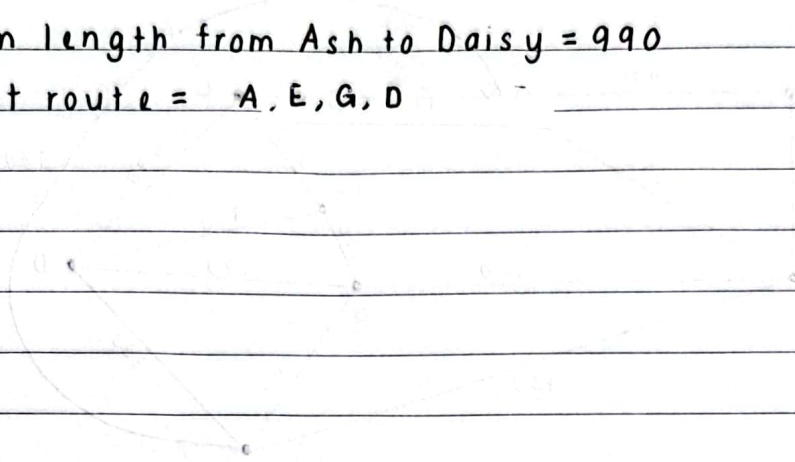 n length from Ash to Daisy = 990
t route = A, E, G, D